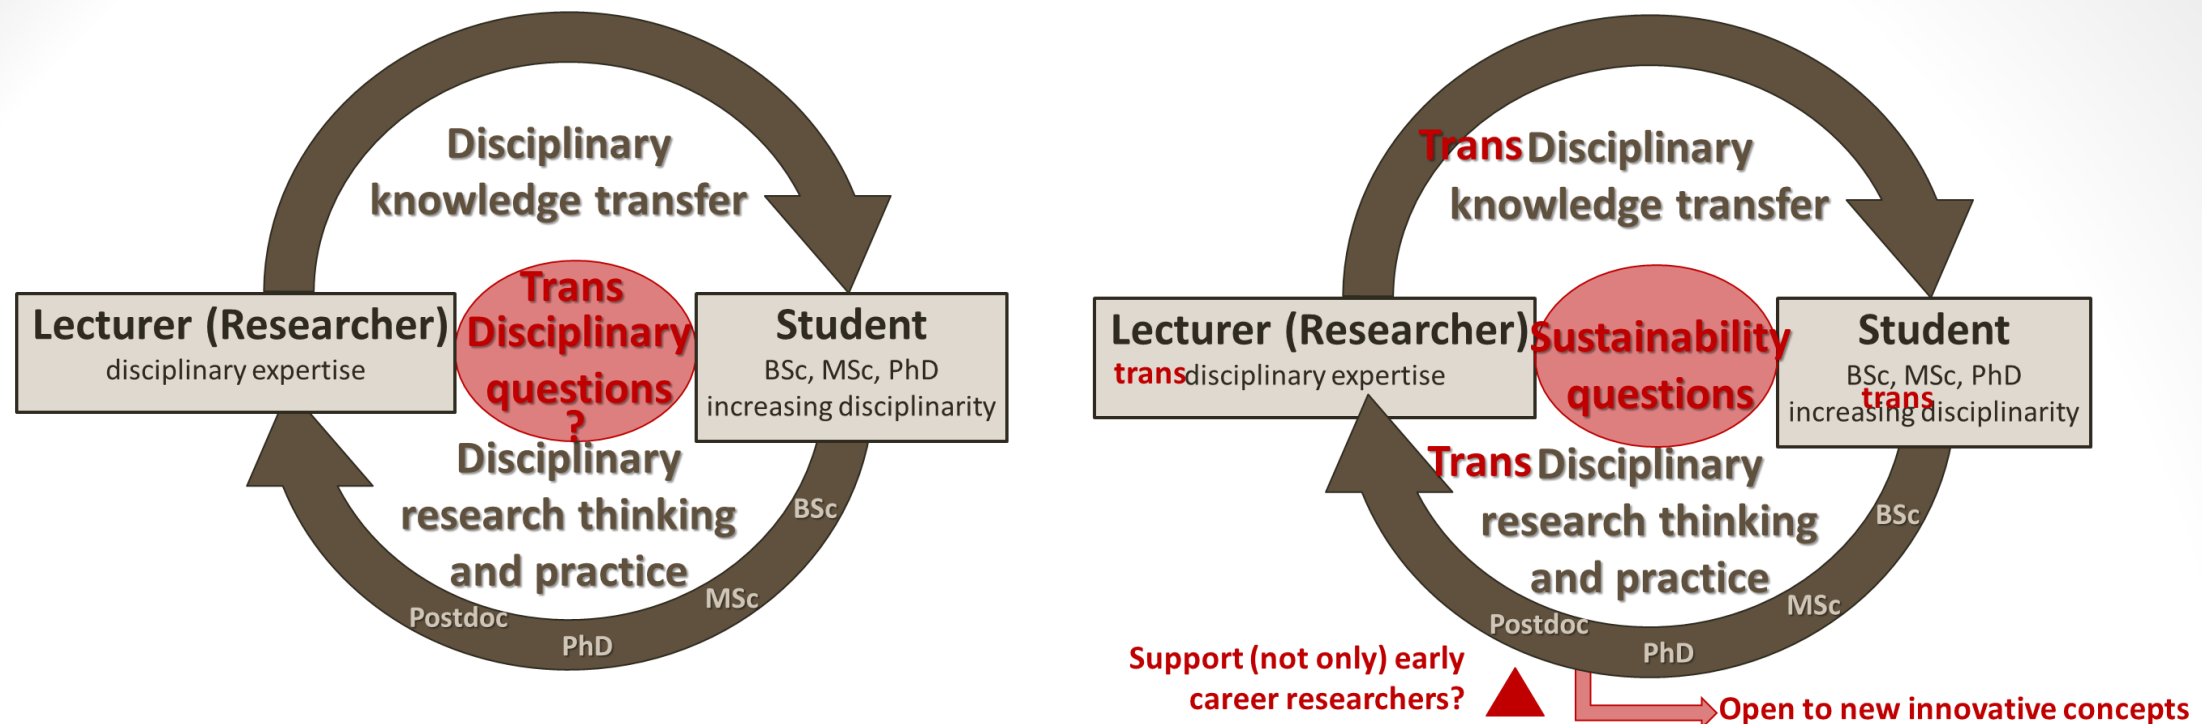 Disciplinary
knowledge transfer
Lecturer (Researcher)
disciplinary expertise
Trans
Disciplinary
questions
?
Student
BSc, MSc, PhD
increasing disciplinarity
Disciplinary
research thinking
and practice
BSc
MSc
PhD
Postdoc
Trans Disciplinary
knowledge transfer
Lecturer (Researcher)
transdisciplinary expertise
Sustainability
questions
Student
BSc, MSc, PhD
trans
increasing disciplinarity
Trans Disciplinary
research thinking
and practice
BSc
MSc
PhD
Postdoc
Support (not only) early
career researchers?
Open to new innovative concepts